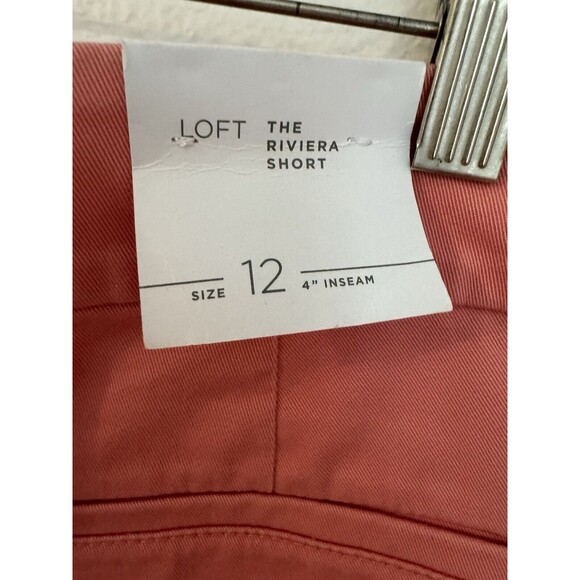 LOFT
THE
RIVIERA
SHORT
SIZE 12 4" INSEAM